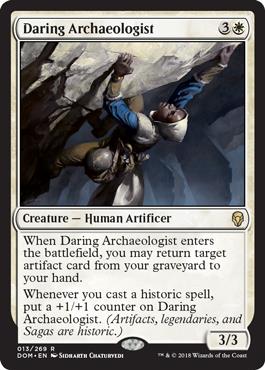 Daring Archaeologist 3
Creature — Human Artificer
When Daring Archaeologist enters
the battlefield, you may return target
artifact card from your graveyard to
your hand.
Whenever you cast a historic spell,
put a +1/+1 counter on Daring
Archaeologist. (Artifacts, legendaries, and
Sagas are historic.)
3/3
013/269 R
DOM • EN Sidharth Chaturvedi
™ & © 2018 Wizards of the Coast